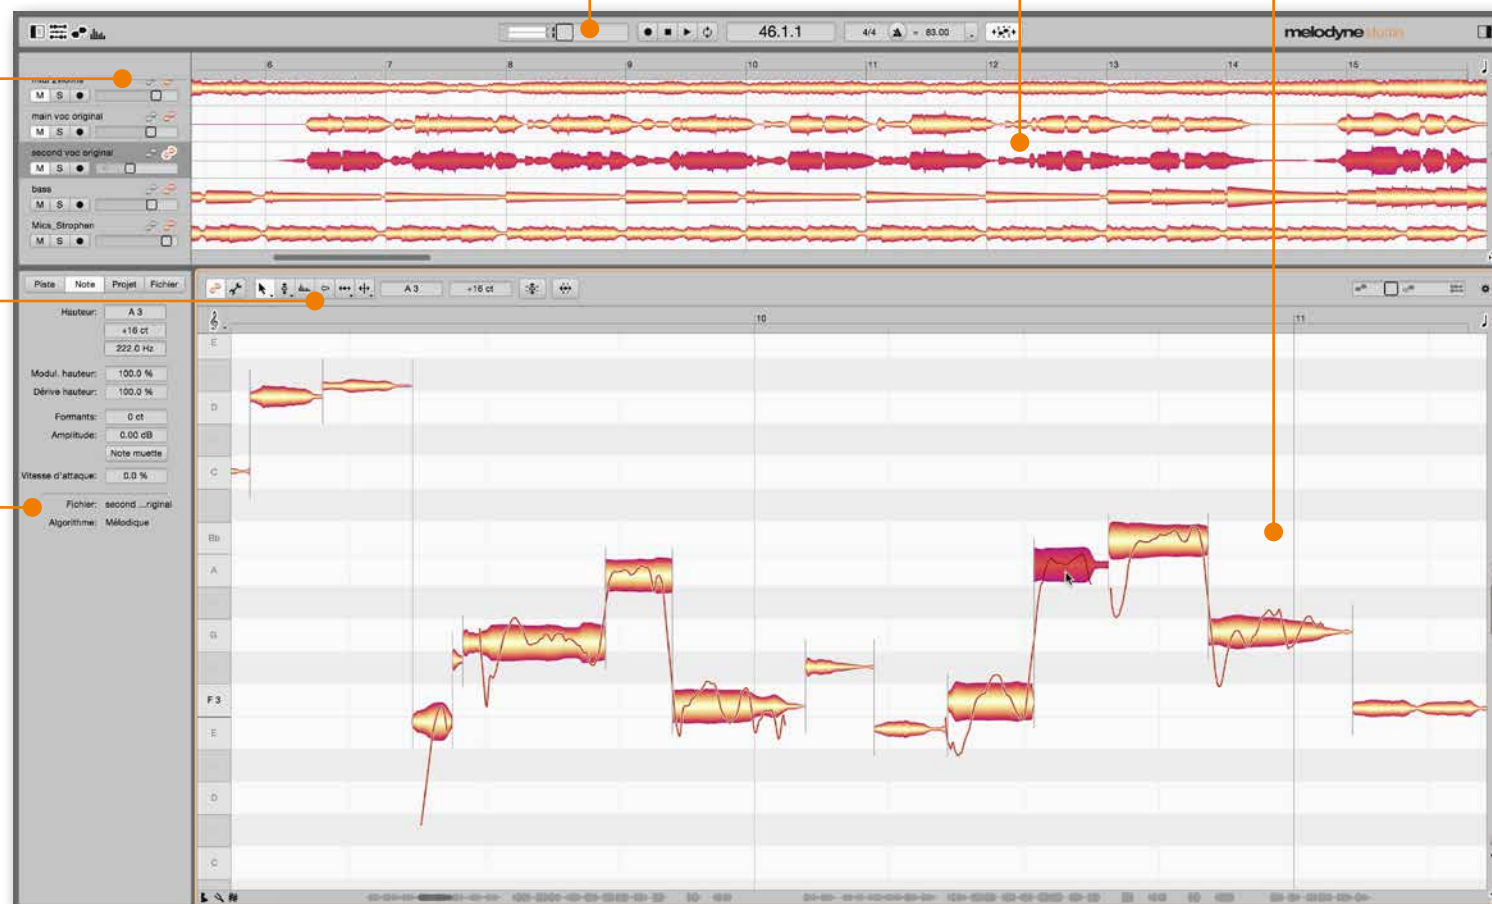 46.1.1
4/4 = 83.00
melodyne studio
6 7 8 9 10 11 12 13 14 15
M S
main voc original
M S
second voc original
M S
bass
M S
Mics_Strophen
M S
Piste Note Projet Fichier
A 3 +16 ct
Hauteur: A 3
+16 ct
222.0 Hz
Modul. hauteur: 100.0 %
Dérive hauteur: 100.0 %
Formants: 0 ct
Amplitude: 0.00 dB
Note muette
Vitesse d'attaque: 0.0 %
Fichier: second ...riginal
Algorithme: Mélodique
10 11
E
D
C
Bb
A
G
F 3
E
D
C